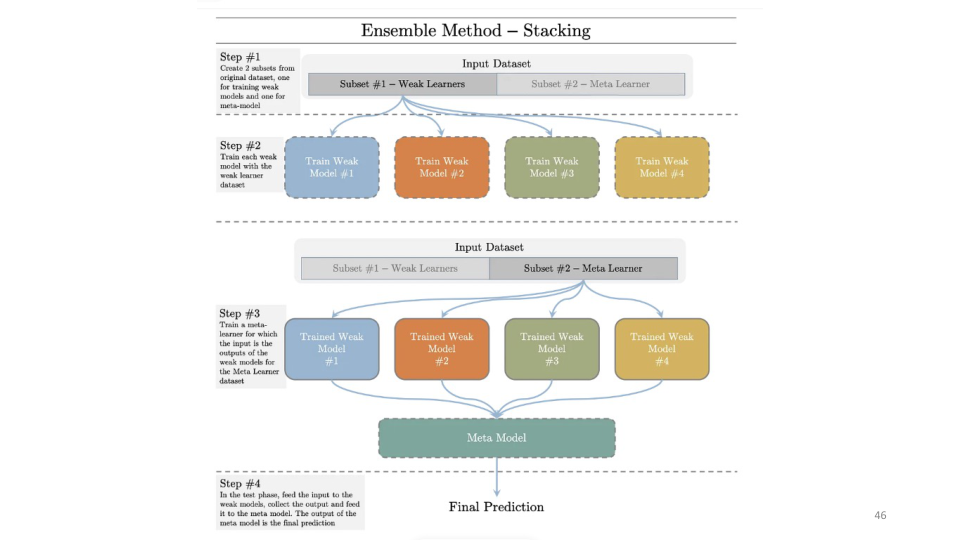 Ensemble Method – Stacking
Step #1
Create 2 subsets from
original dataset, one
for training weak
models and one for
meta-model
Input Dataset
Subset #1 – Weak Learners
Subset #2 – Meta Learner
Step #2
Train each weak
model with the
weak learner
dataset
Train Weak
Model #1
Train Weak
Model #2
Train Weak
Model #3
Train Weak
Model #4
Input Dataset
Subset #1 – Weak Learners
Subset #2 – Meta Learner
Step #3
Train a meta-
learner for which
the input is the
outputs of the
weak models for
the Meta Learner
dataset
Trained Weak
Model
#1
Trained Weak
Model
#2
Trained Weak
Model
#3
Trained Weak
Model
#4
Meta Model
Step #4
In the test phase, feed the input to the
weak models, collect the output and feed
it to the meta model. The output of the
meta model is the final prediction
Final Prediction
46